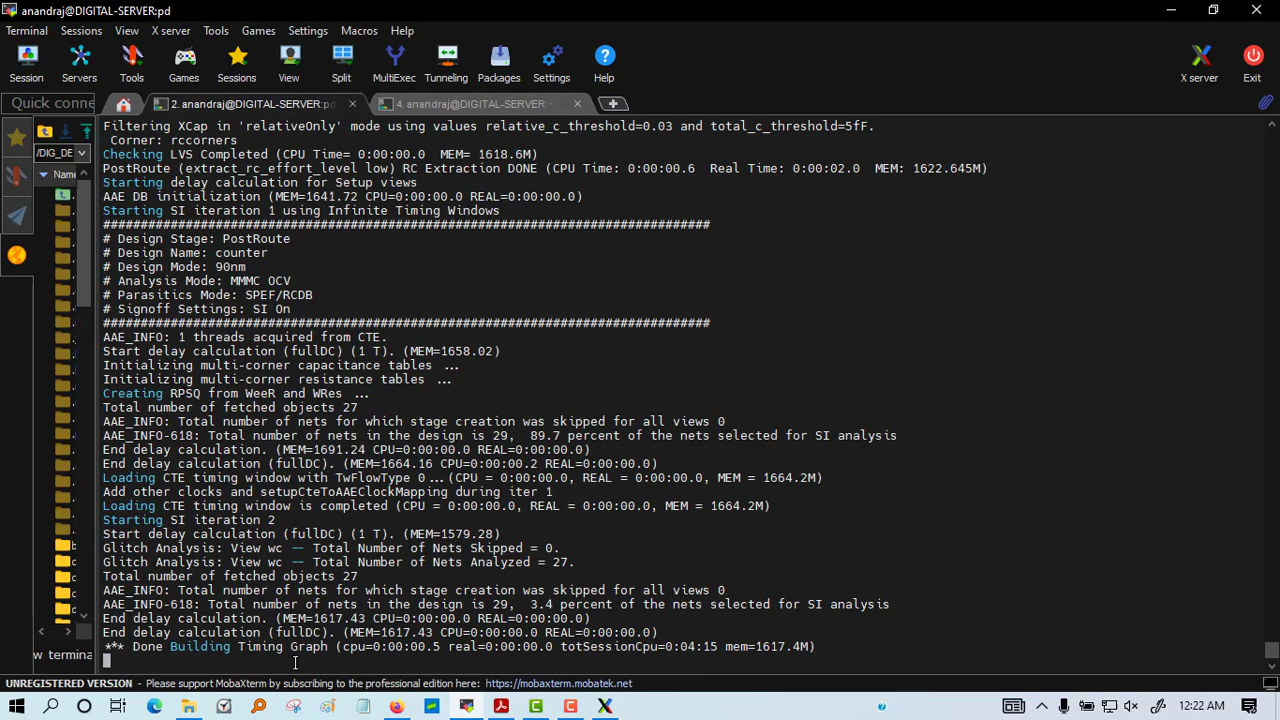 anandraj@DIGITAL-SERVER:pd
Terminal Sessions View X server Tools Games Settings Macros Help
Session Servers Tools Games Sessions View Split MultiExec Tunneling Packages Settings Help X server Exit
Quick conne 2. anandraj@DIGITAL-SERVER:pd 4. anandraj@DIGITAL-SERVER:
/DIG_DE
Name
Filtering XCap in 'relativeOnly' mode using values relative_c_threshold=0.03 and total_c_threshold=5fF.
Corner: rccorners
Checking LVS Completed (CPU Time= 0:00:00.0 MEM= 1618.6M)
PostRoute (extract_rc_effort_level low) RC Extraction DONE (CPU Time: 0:00:00.6 Real Time: 0:00:02.0 MEM: 1622.645M)
Starting delay calculation for Setup views
AAE DB initialization (MEM=1641.72 CPU=0:00:00.0 REAL=0:00:00.0)
Starting SI iteration 1 using Infinite Timing Windows
#################################################################################
# Design Stage: PostRoute
# Design Name: counter
# Design Mode: 90nm
# Analysis Mode: MMMC OCV
# Parasitics Mode: SPEF/RCDB
# Signoff Settings: SI On
#################################################################################
AAE_INFO: 1 threads acquired from CTE.
Start delay calculation (fullDC) (1 T). (MEM=1658.02)
Initializing multi-corner capacitance tables ...
Initializing multi-corner resistance tables ...
Creating RPSQ from WeeR and WRes ...
Total number of fetched objects 27
AAE_INFO: Total number of nets for which stage creation was skipped for all views 0
AAE_INFO-618: Total number of nets in the design is 29, 89.7 percent of the nets selected for SI analysis
End delay calculation. (MEM=1691.24 CPU=0:00:00.0 REAL=0:00:00.0)
End delay calculation (fullDC). (MEM=1664.16 CPU=0:00:00.2 REAL=0:00:00.0)
Loading CTE timing window with TwFlowType 0...(CPU = 0:00:00.0, REAL = 0:00:00.0, MEM = 1664.2M)
Add other clocks and setupCteToAAEClockMapping during iter 1
Loading CTE timing window is completed (CPU = 0:00:00.0, REAL = 0:00:00.0, MEM = 1664.2M)
Starting SI iteration 2
Start delay calculation (fullDC) (1 T). (MEM=1579.28)
Glitch Analysis: View wc -- Total Number of Nets Skipped = 0.
Glitch Analysis: View wc -- Total Number of Nets Analyzed = 27.
Total number of fetched objects 27
AAE_INFO: Total number of nets for which stage creation was skipped for all views 0
AAE_INFO-618: Total number of nets in the design is 29, 3.4 percent of the nets selected for SI analysis
End delay calculation. (MEM=1617.43 CPU=0:00:00.0 REAL=0:00:00.0)
End delay calculation (fullDC). (MEM=1617.43 CPU=0:00:00.0 REAL=0:00:00.0)
*** Done Building Timing Graph (cpu=0:00:00.5 real=0:00:00.0 totSessionCpu=0:04:15 mem=1617.4M)
w termina
UNREGISTERED VERSION - Please support MobaXterm by subscribing to the professional edition here: https://mobaxterm.mobatek.net
12:22 AM